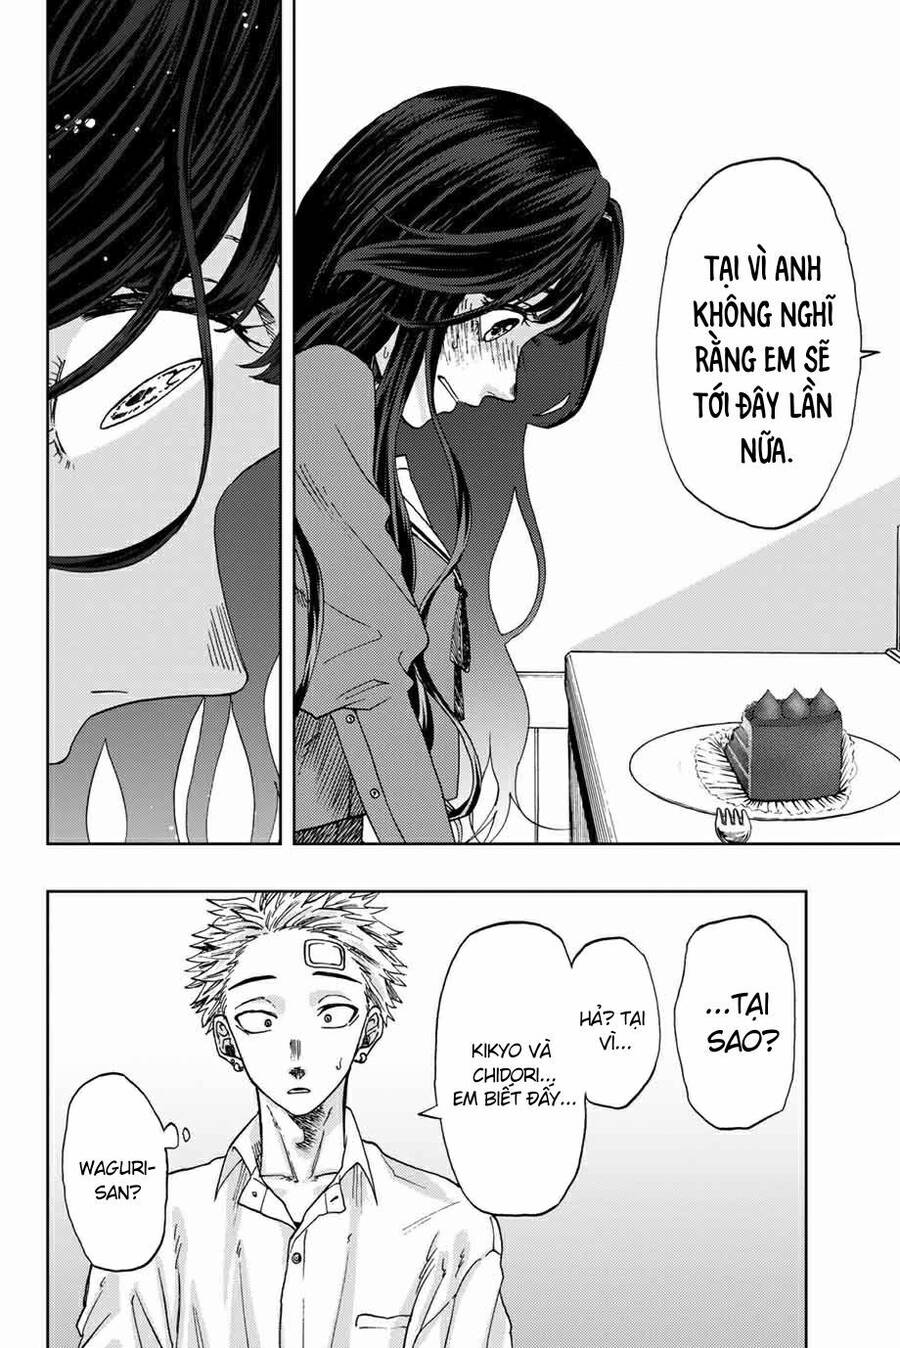 TẠI VÌ ANH
KHÔNG NGHĨ
RẰNG EM SẼ
TỚI ĐÂY LẦN
NỮA.
...TẠI
SAO?
HẢ? TẠI
VÌ...
KIKYO VÀ
CHIDORI...
EM BIẾT ĐẤY...
WAGURI-
SAN?